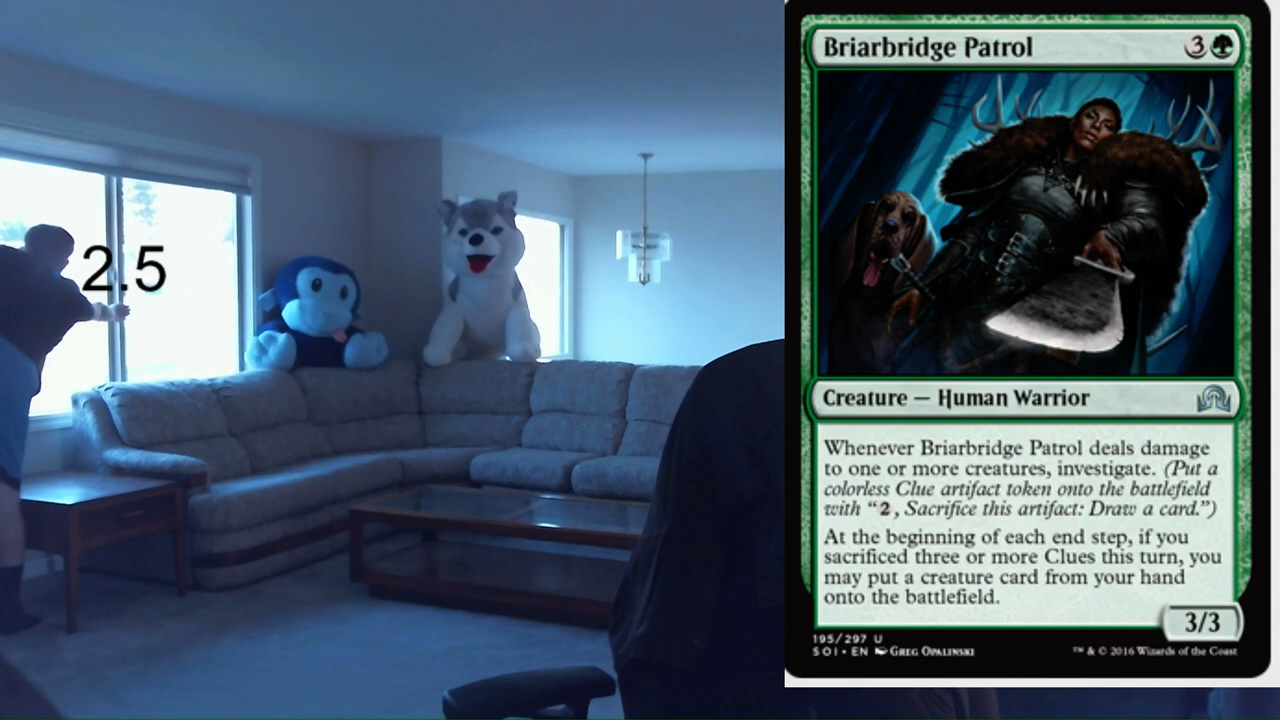 2.5
Briarbridge Patrol
3
Creature — Human Warrior
Whenever Briarbridge Patrol deals damage
to one or more creatures, investigate. (Put a
colorless Clue artifact token onto the battlefield
with “2, Sacrifice this artifact: Draw a card.”)
At the beginning of each end step, if you
sacrificed three or more Clues this turn, you
may put a creature card from your hand
onto the battlefield.
3/3
195/297 U
SOI • EN Greg Opalinski
™ & © 2016 Wizards of the Coast